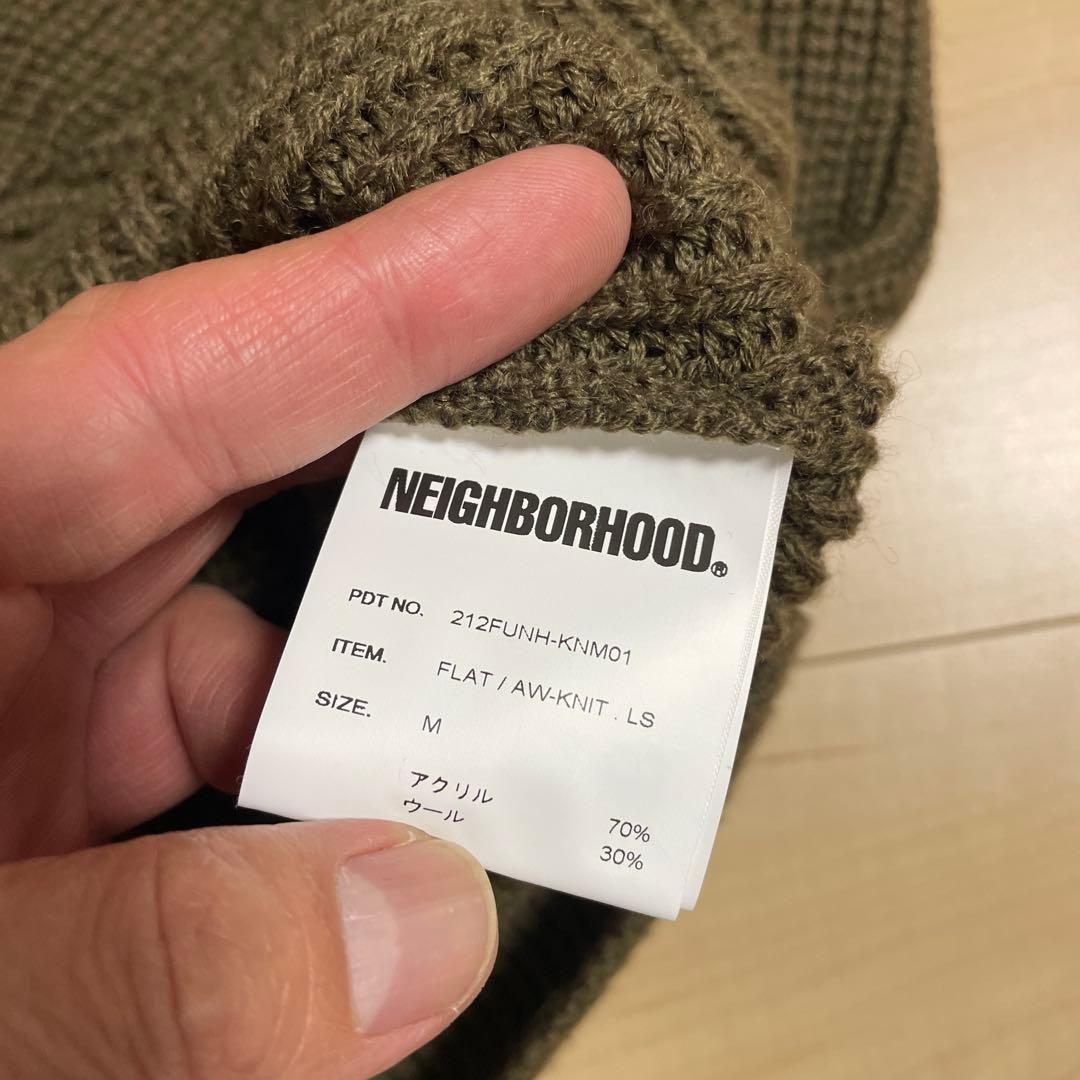 NEIGHBORHOOD®
PDT NO. 212FUNH-KNM01
ITEM. FLAT / AW-KNIT . LS
SIZE. M
アクリル 70%
ウール 30%